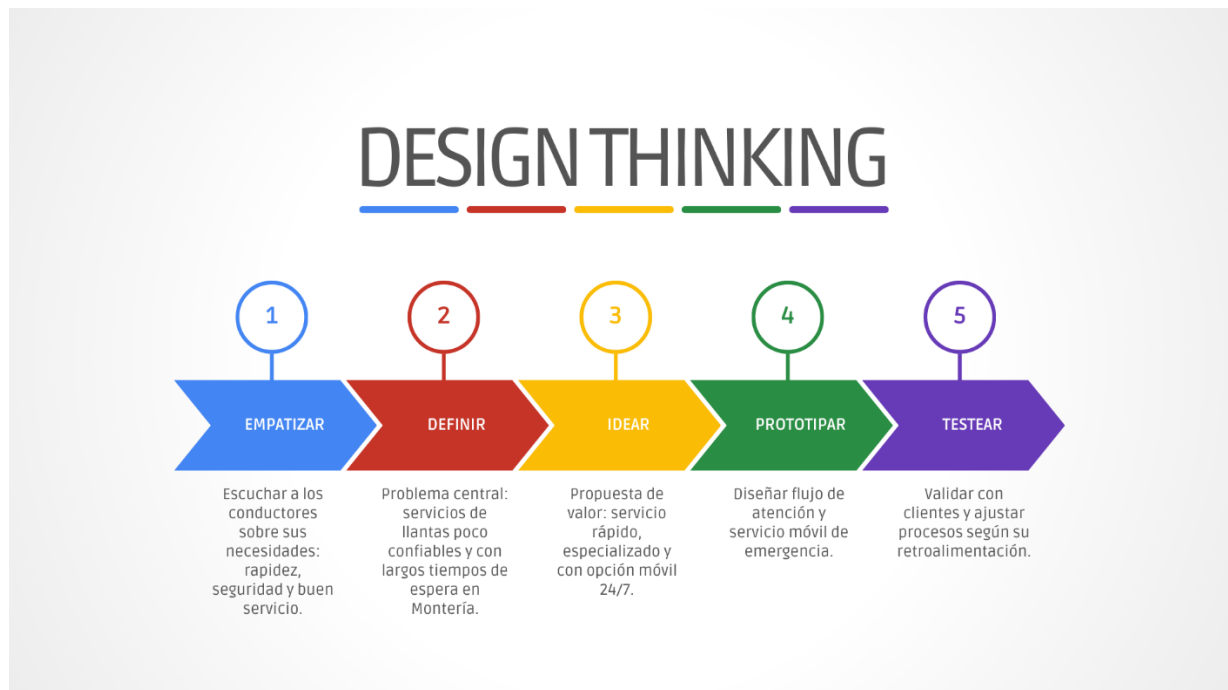 DESIGN THINKING
1
2
3
4
5
EMPATIZAR
DEFINIR
IDEAR
PROTOTIPAR
TESTEAR
Escuchar a los
conductores
sobre sus
necesidades:
rapidez,
seguridad y buen
servicio.
Problema central:
servicios de
llantas poco
confiables y con
largos tiempos de
espera en
Montería.
Propuesta de
valor: servicio
rápido,
especializado y
con opción móvil
24/7.
Diseñar flujo de
atención y
servicio móvil de
emergencia.
Validar con
clientes y ajustar
procesos según su
retroalimentación.